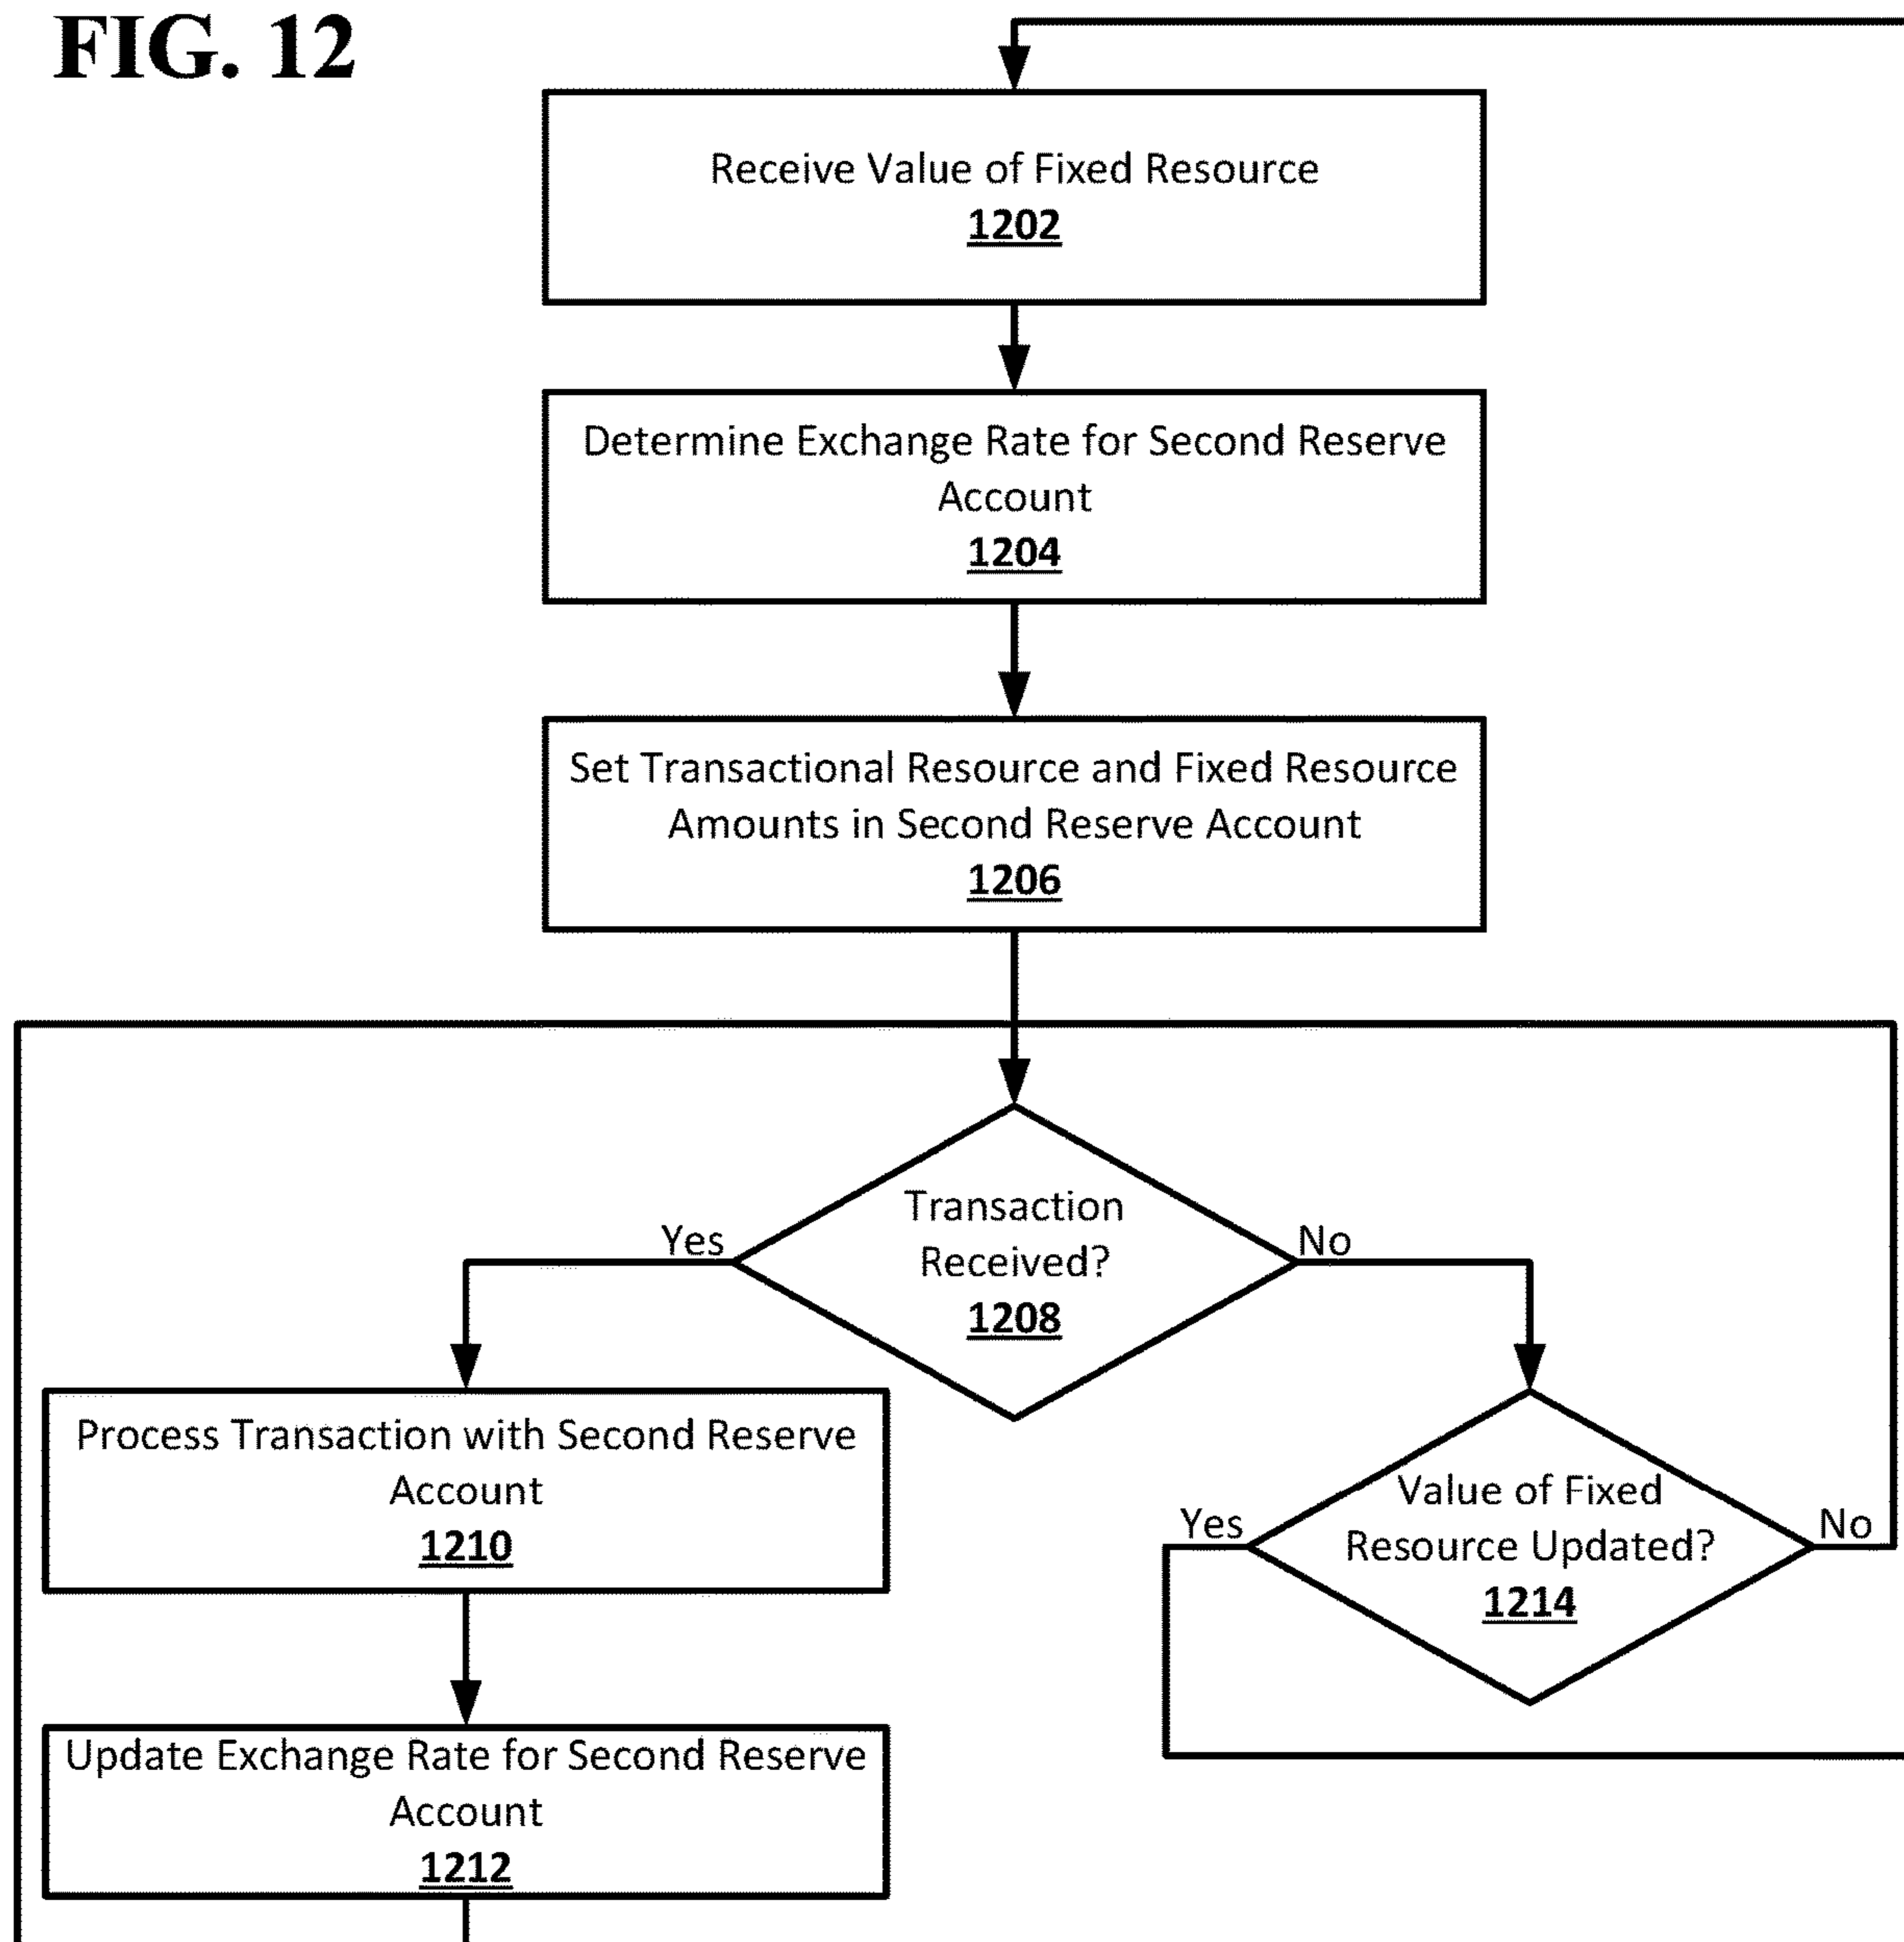 FIG. 12
Receive Value of Fixed Resource
1202
Determine Exchange Rate for Second Reserve
Account
1204
Set Transactional Resource and Fixed Resource
Amounts in Second Reserve Account
1206
Transaction
Received?
1208
Yes
No
Process Transaction with Second Reserve
Account
1210
Value of Fixed
Resource Updated?
1214
Yes
No
Update Exchange Rate for Second Reserve
Account
1212